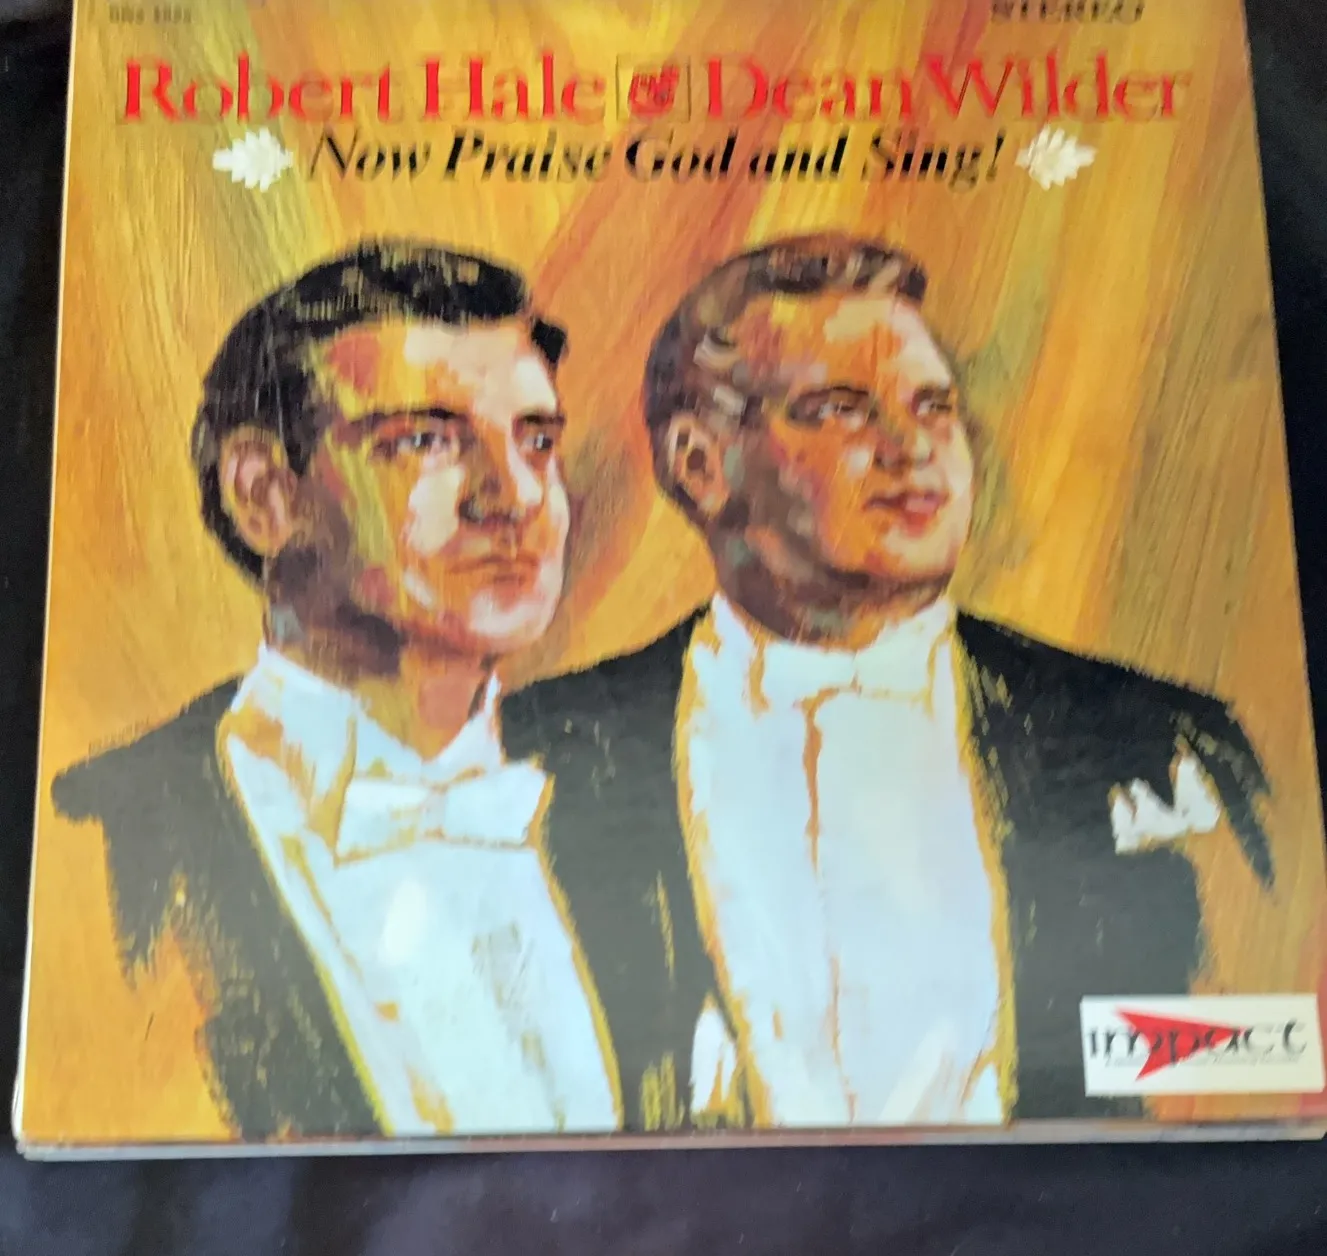 STEREO
Robert Hale & Dean Wilder
Now Praise God and Sing!
impact